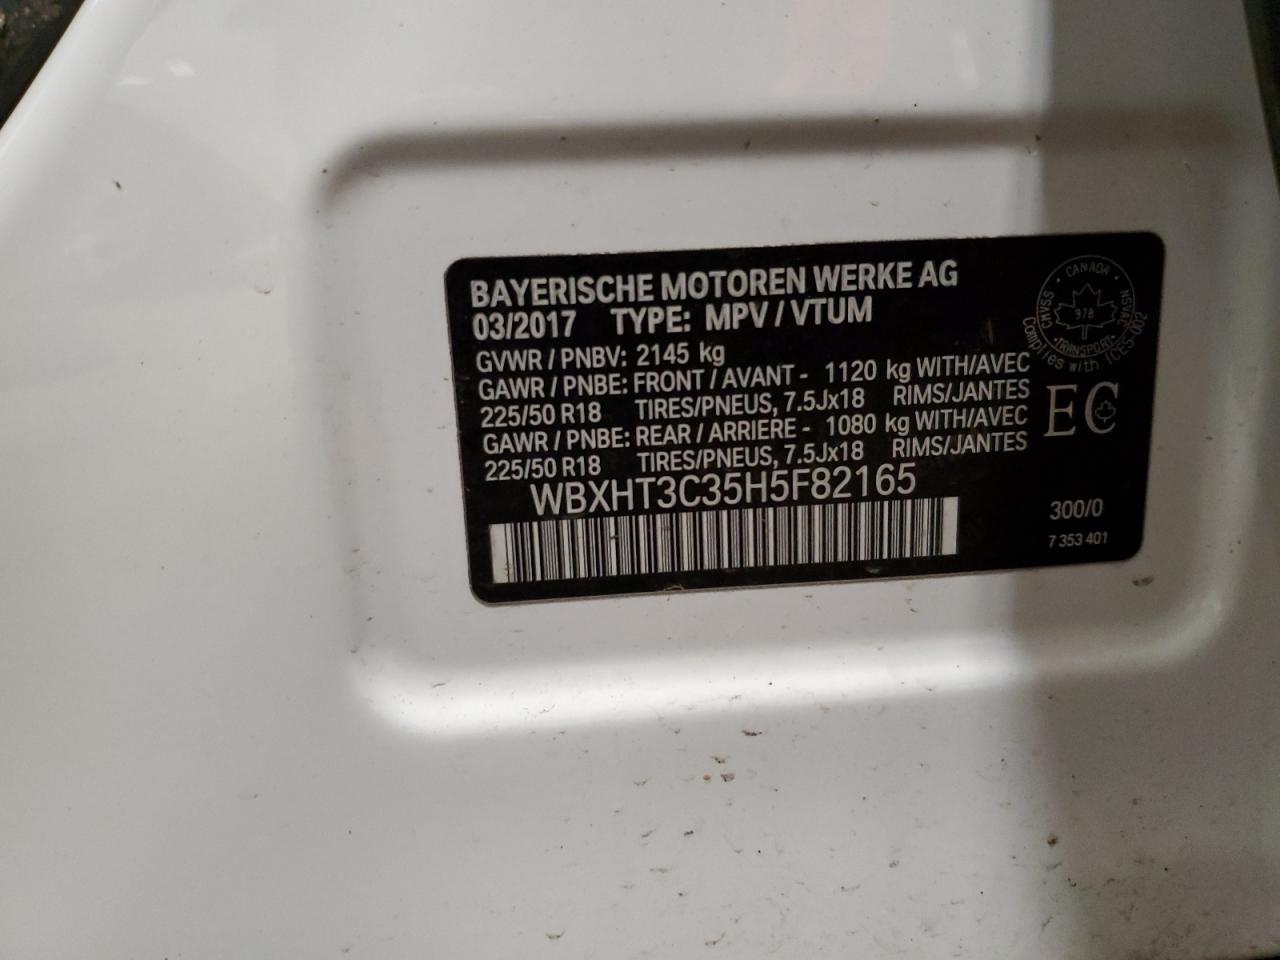 BAYERISCHE MOTOREN WERKE AG
03/2017 TYPE: MPV / VTUM
GVWR / PNBV: 2145 kg
GAWR / PNBE: FRONT / AVANT - 1120 kg WITH/AVEC
225/50 R18 TIRES/PNEUS, 7.5Jx18 RIMS/JANTES
GAWR / PNBE: REAR / ARRIERE - 1080 kg WITH/AVEC
225/50 R18 TIRES/PNEUS, 7.5Jx18 RIMS/JANTES
WBXHT3C35H5F82165
CANADA
CMVSS
978
NSVAC
TRANSPORT
Complies with ICES-002
EC
300/0
7 353 401